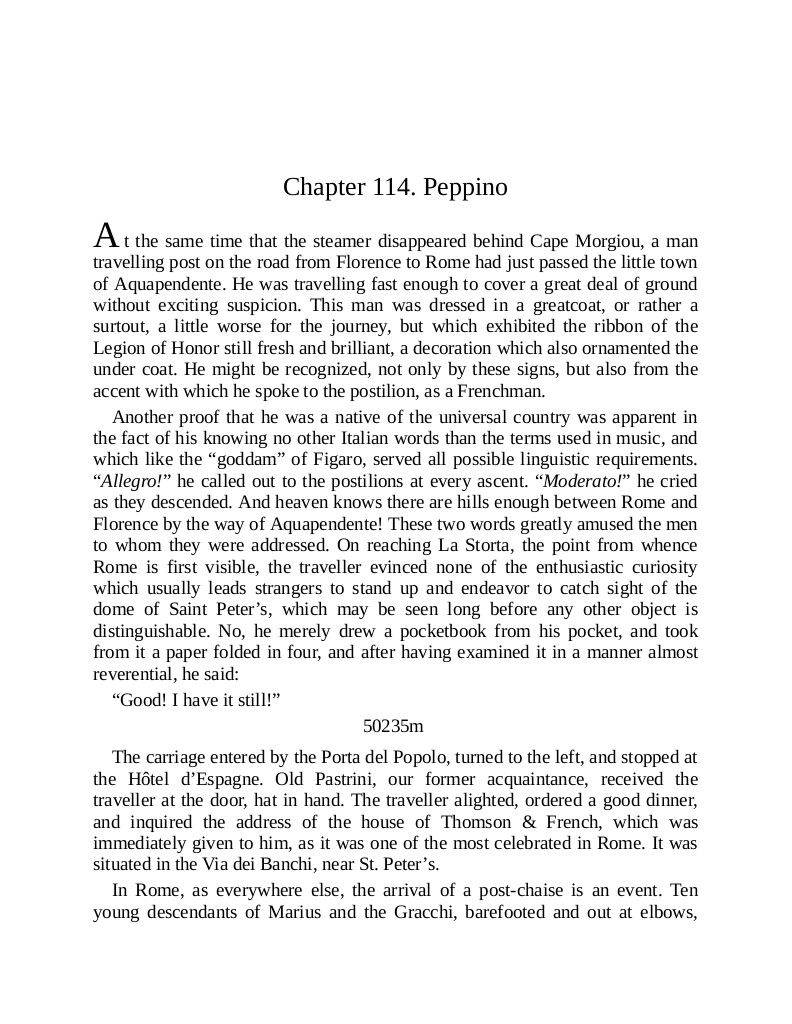 Chapter 114. Peppino
At the same time that the steamer disappeared behind Cape Morgiou, a man
travelling post on the road from Florence to Rome had just passed the little town
of Aquapendente. He was travelling fast enough to cover a great deal of ground
without exciting suspicion. This man was dressed in a greatcoat, or rather a
surtout, a little worse for the journey, but which exhibited the ribbon of the
Legion of Honor still fresh and brilliant, a decoration which also ornamented the
under coat. He might be recognized, not only by these signs, but also from the
accent with which he spoke to the postilion, as a Frenchman.
Another proof that he was a native of the universal country was apparent in
the fact of his knowing no other Italian words than the terms used in music, and
which like the “goddam” of Figaro, served all possible linguistic requirements.
“Allegro!” he called out to the postilions at every ascent. “Moderato!” he cried
as they descended. And heaven knows there are hills enough between Rome and
Florence by the way of Aquapendente! These two words greatly amused the men
to whom they were addressed. On reaching La Storta, the point from whence
Rome is first visible, the traveller evinced none of the enthusiastic curiosity
which usually leads strangers to stand up and endeavor to catch sight of the
dome of Saint Peter’s, which may be seen long before any other object is
distinguishable. No, he merely drew a pocketbook from his pocket, and took
from it a paper folded in four, and after having examined it in a manner almost
reverential, he said:
“Good! I have it still!”
50235m
The carriage entered by the Porta del Popolo, turned to the left, and stopped at
the Hôtel d’Espagne. Old Pastrini, our former acquaintance, received the
traveller at the door, hat in hand. The traveller alighted, ordered a good dinner,
and inquired the address of the house of Thomson & French, which was
immediately given to him, as it was one of the most celebrated in Rome. It was
situated in the Via dei Banchi, near St. Peter’s.
In Rome, as everywhere else, the arrival of a post-chaise is an event. Ten
young descendants of Marius and the Gracchi, barefooted and out at elbows,